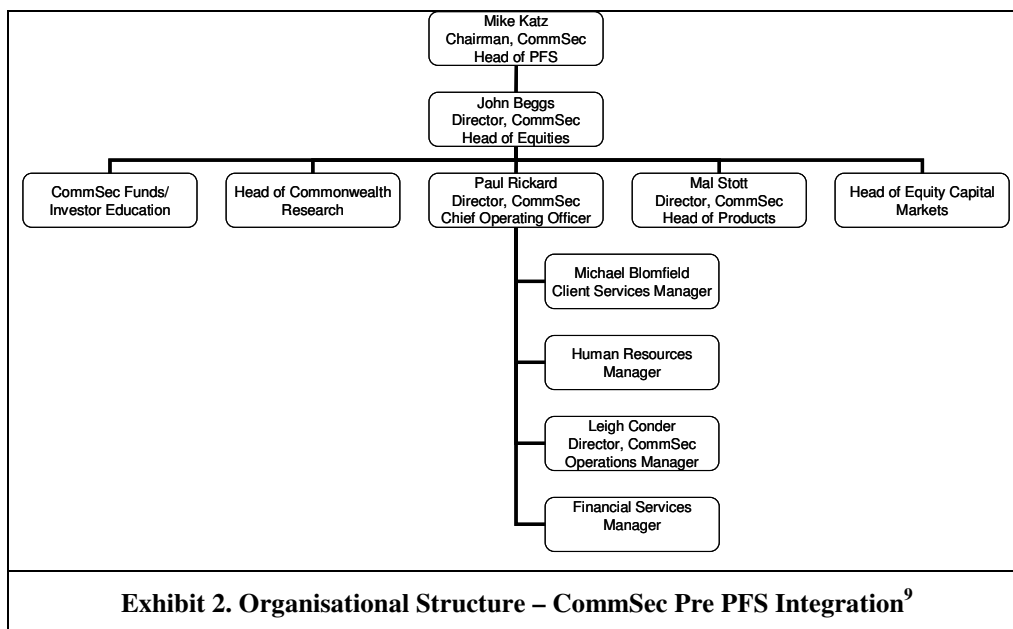 Mike Katz
Chairman, CommSec
Head of PFS
John Beggs
Director, CommSec
Head of Equities
CommSec Funds/
Investor Education
Head of Commonwealth
Research
Paul Rickard
Director, CommSec
Chief Operating Officer
Mal Stott
Director, CommSec
Head of Products
Head of Equity Capital
Markets
Michael Blomfield
Client Services Manager
Human Resources
Manager
Leigh Conder
Director, CommSec
Operations Manager
Financial Services
Manager
Exhibit 2. Organisational Structure – CommSec Pre PFS Integration⁹